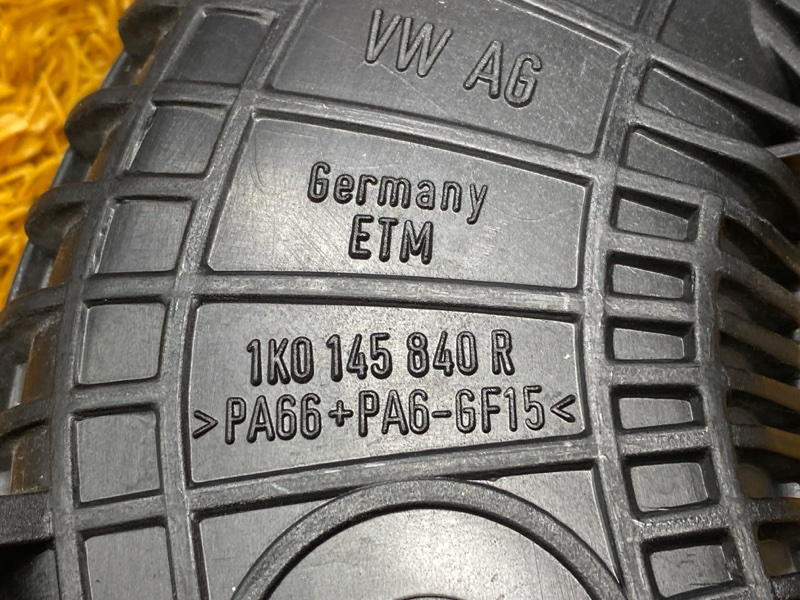 VW AG
Germany
ETM
1K0 145 840 R
>PA66+PA6-GF15<